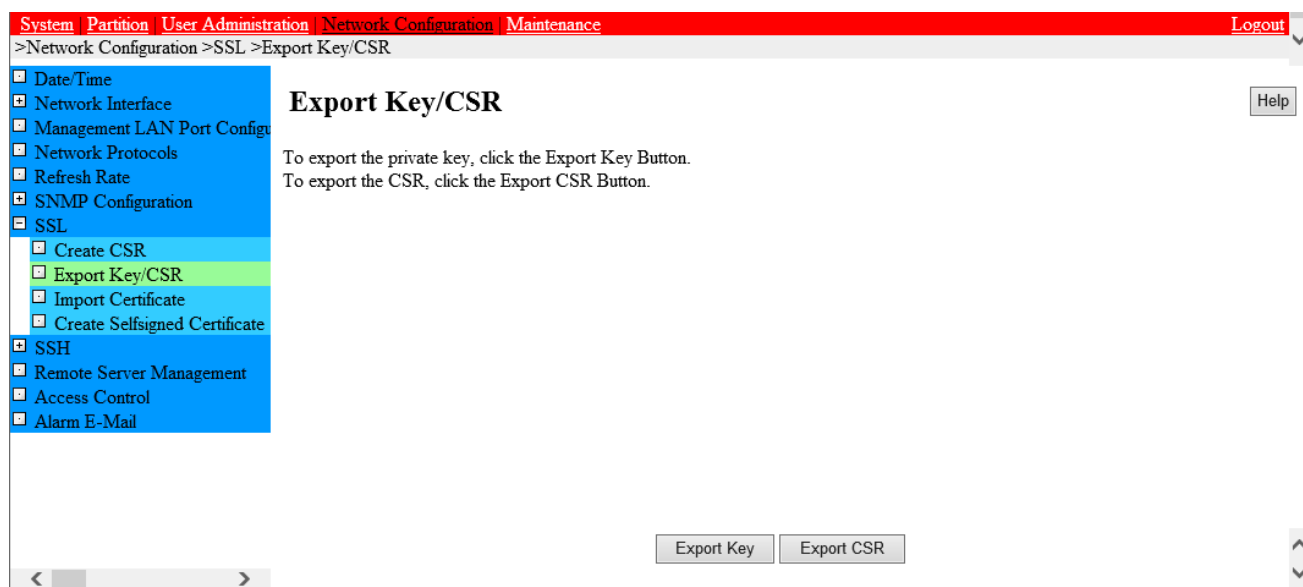 System | Partition | User Administration | Network Configuration | Maintenance Logout
>Network Configuration >SSL >Export Key/CSR
Date/Time
Network Interface
Management LAN Port Configu
Network Protocols
Refresh Rate
SNMP Configuration
SSL
Create CSR
Export Key/CSR
Import Certificate
Create Selfsigned Certificate
SSH
Remote Server Management
Access Control
Alarm E-Mail
Export Key/CSR
Help
To export the private key, click the Export Key Button.
To export the CSR, click the Export CSR Button.
Export Key Export CSR